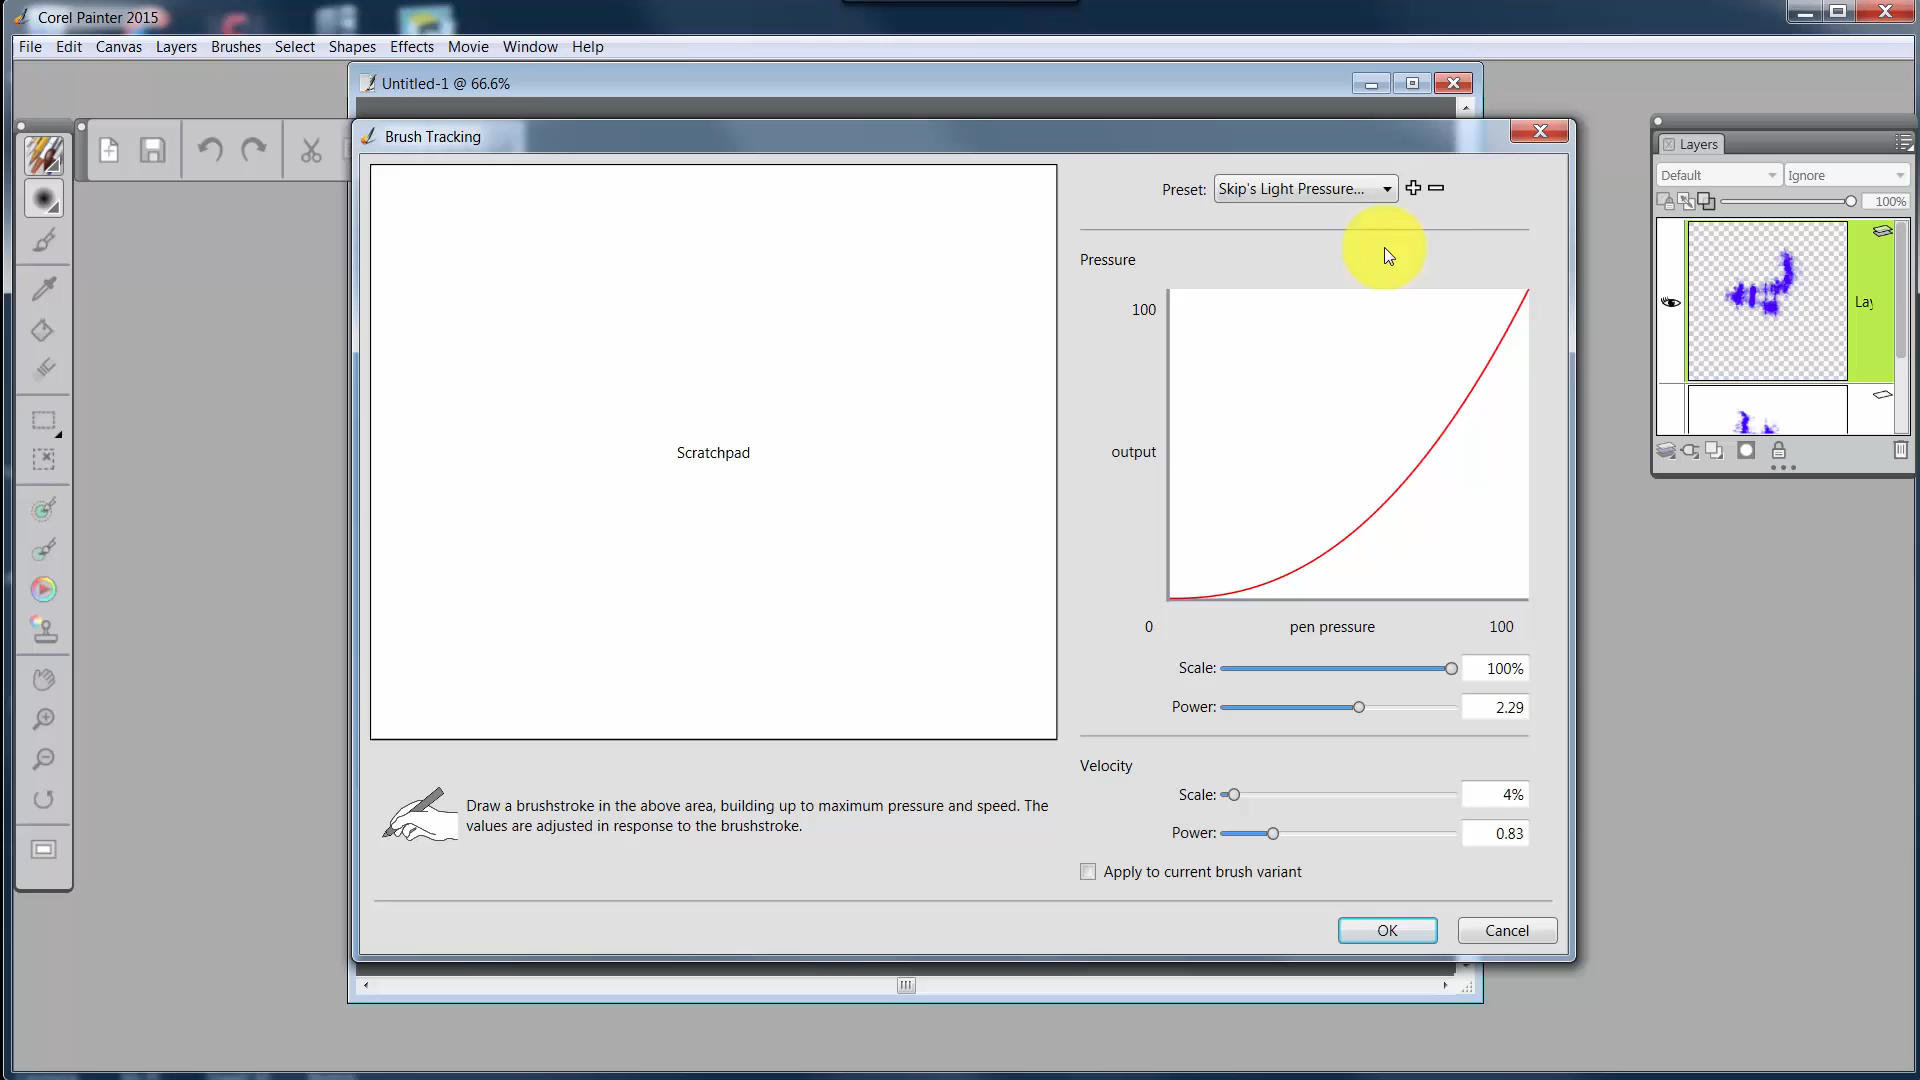 Corel Painter 2015
File Edit Canvas Layers Brushes Select Shapes Effects Movie Window Help
Untitled-1 @ 66.6%
Brush Tracking
Scratchpad
Draw a brushstroke in the above area, building up to maximum pressure and speed. The
values are adjusted in response to the brushstroke.
Preset: Skip's Light Pressure...
Pressure
100
output
0 pen pressure 100
Scale: 100%
Power: 2.29
Velocity
Scale: 4%
Power: 0.83
Apply to current brush variant
OK Cancel
Layers
Default Ignore
100%
Lay